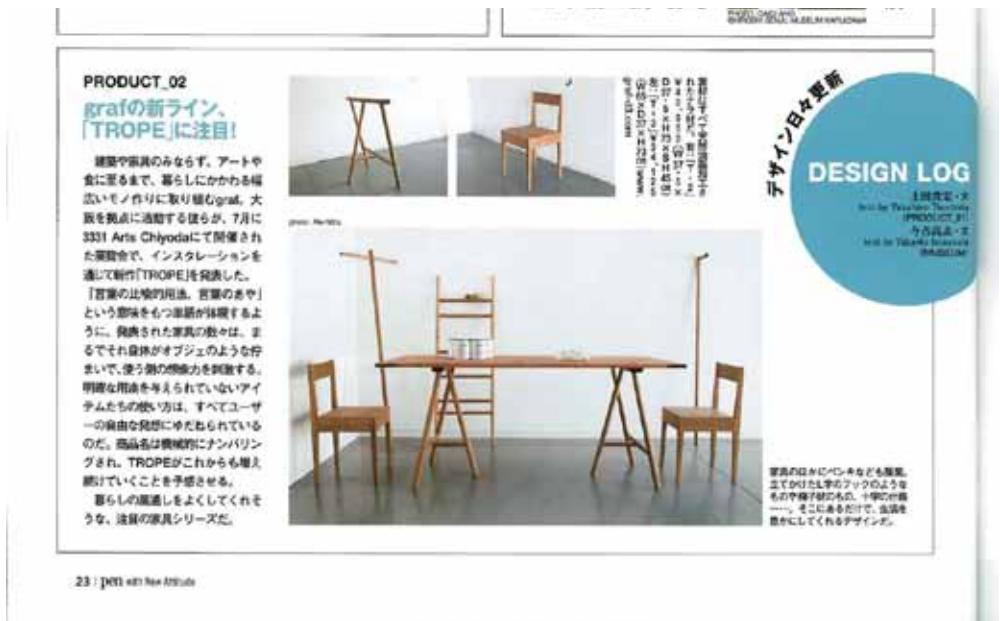 PRODUCT_02
grafの新ライン、
「TROPE」に注目!
建築や家具のみならず、アートや
食に至るまで、暮らしにかかわる幅
広いモノ作りに取り組むgraf。大
阪を拠点に活動する彼らが、7月に
3331 Arts Chiyodaにて開催され
た展覧会で、インスタレーションを
通じて新作「TROPE」を発表した。
「言葉の比喩的用法、言葉のあや」
という意味をもつ単語が体現するよ
うに、発表された家具の数々は、ま
るでそれ自体がオブジェのような佇
まいで、使う側の想像力を刺激する。
明確な用途を与えられていないアイ
テムたちの使い方は、すべてユーザ
ーの自由な発想にゆだねられている
のだ。商品名は機械的にナンバリン
グされ、TROPEがこれからも増え
続けていくことを予感させる。
暮らしの風通しをよくしてくれそ
うな、注目の家具シリーズだ。
デザイン日々更新
DESIGN LOG
家具のほかにペンキなども販売。
立てかけたL字のフックのような
ものや梯子状のもの、十字の什器
……。そこにあるだけで、生活を
豊かにしてくれるデザインだ。
23 | pen with New Attitude